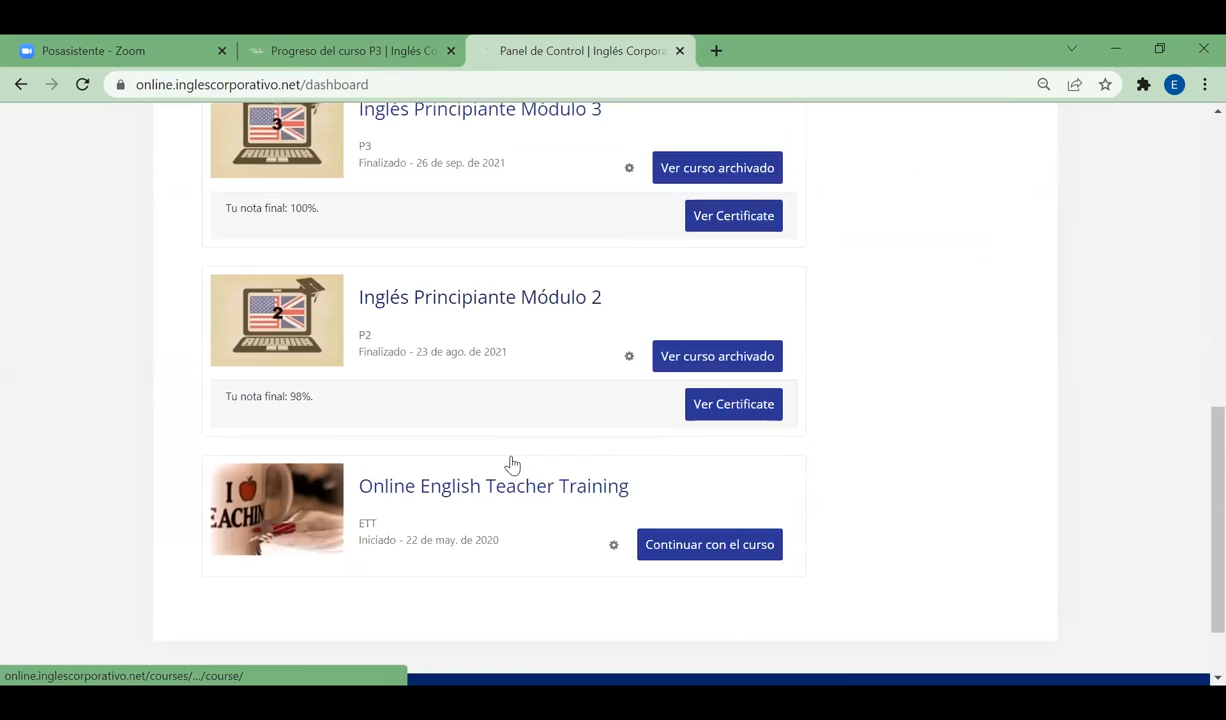 Posasistente - Zoom
Progreso del curso P3 | Inglés Co
Panel de Control | Inglés Corpora
online.inglescorporativo.net/dashboard
E
Inglés Principiante Módulo 3
3
P3
Finalizado - 26 de sep. de 2021
Ver curso archivado
Tu nota final: 100%.
Ver Certificate
Inglés Principiante Módulo 2
2
P2
Finalizado - 23 de ago. de 2021
Ver curso archivado
Tu nota final: 98%.
Ver Certificate
Online English Teacher Training
I
EACHIN
ETT
Iniciado - 22 de may. de 2020
Continuar con el curso
online.inglescorporativo.net/courses/.../course/